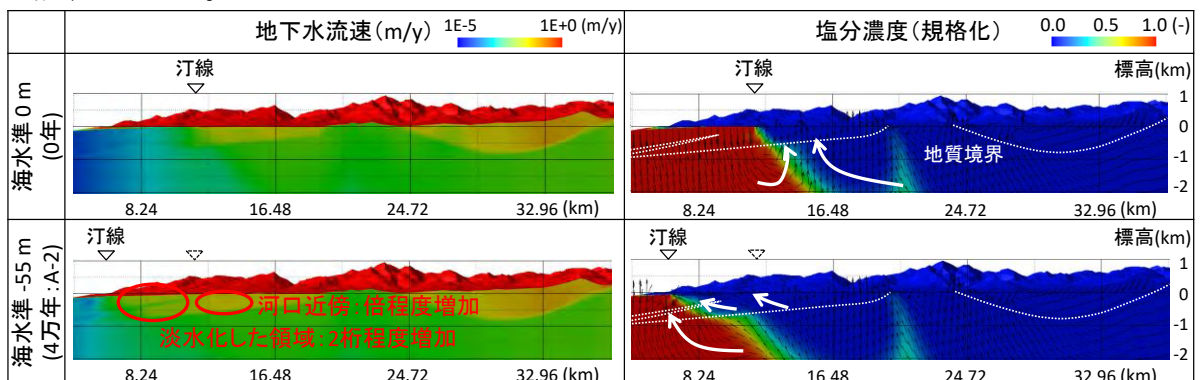 地下水流速(m/y) 1E-5 1E+0 (m/y)
塩分濃度(規格化) 0.0 0.5 1.0 (-)
海水準 0 m
(0年)
汀線
汀線
標高(km)
1
0
-1
-2
地質境界
8.24 16.48 24.72 32.96 (km)
8.24 16.48 24.72 32.96 (km)
海水準 -55 m
(4万年:A-2)
汀線
汀線
標高(km)
1
0
-1
-2
河口近傍:倍程度増加
淡水化した領域:2桁程度増加
8.24 16.48 24.72 32.96 (km)
8.24 16.48 24.72 32.96 (km)